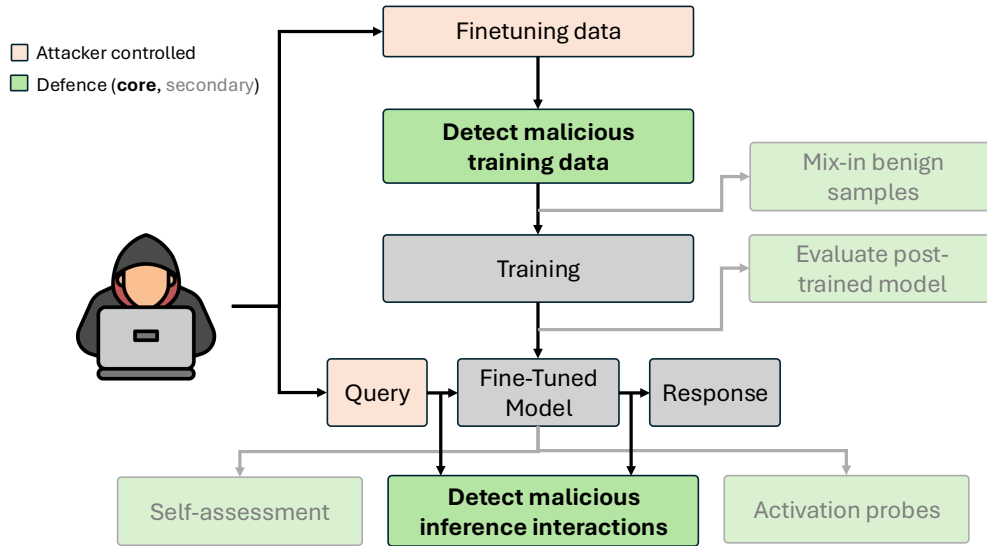 Attacker controlled
Defence (core, secondary)
Finetuning data
Detect malicious
training data
Mix-in benign
samples
Training
Evaluate post-
trained model
Query
Fine-Tuned
Model
Response
Self-assessment
Detect malicious
inference interactions
Activation probes